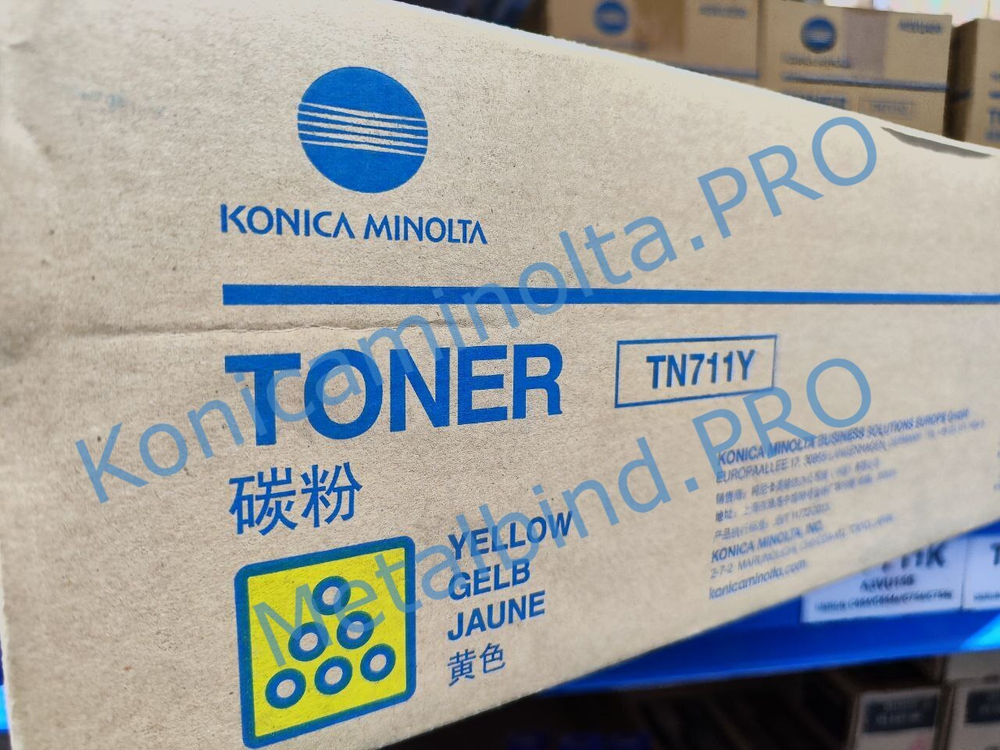 KONICA MINOLTA
TONER
TN711Y
碳粉
YELLOW
GELB
JAUNE
黄色
KONICA MINOLTA BUSINESS SOLUTIONS EUROPE GmbH
EUROPAALLEE 17, 30855 LANGENHAGEN, GERMANY
KONICA MINOLTA, INC.
konicaminolta.com
Konicaminolta.PRO
Metalbind.PRO